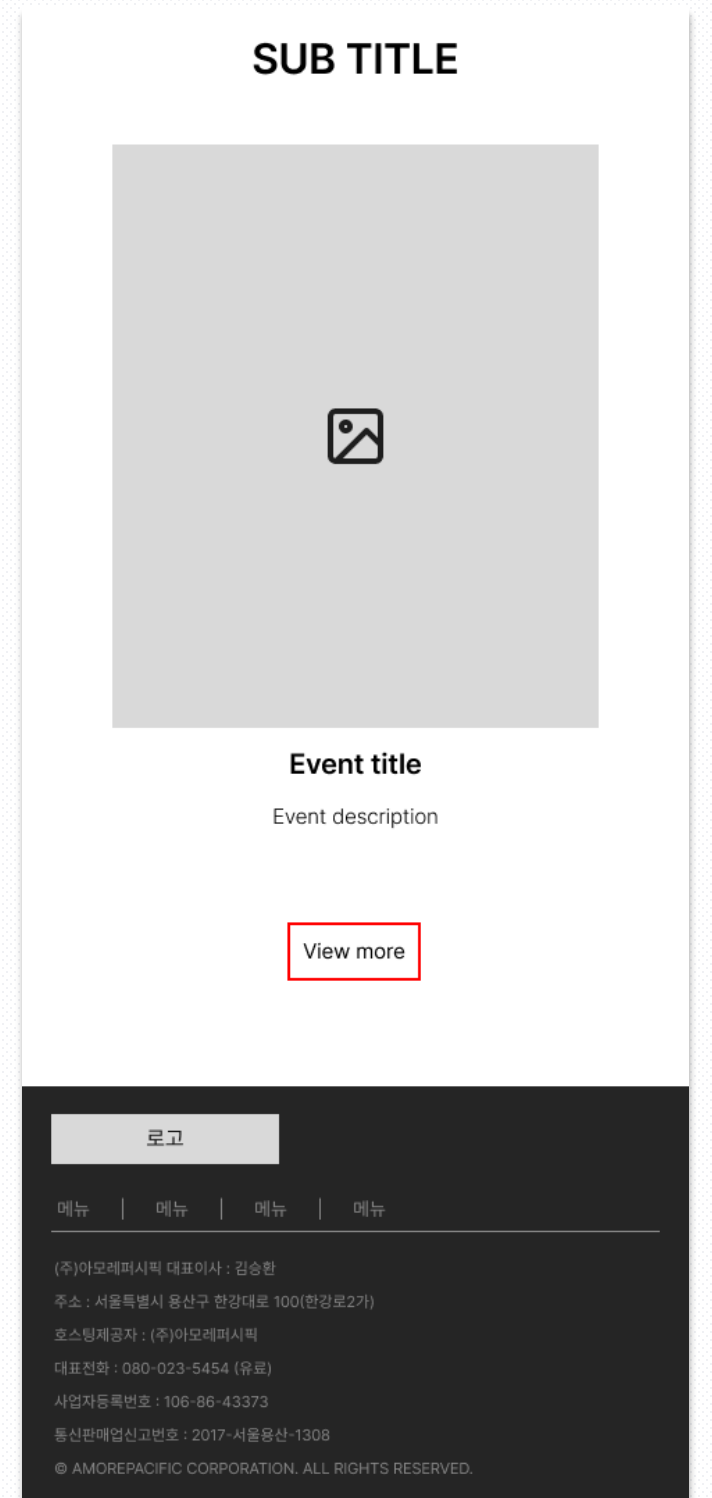 SUB TITLE
Event title
Event description
View more
로고
메뉴 | 메뉴 | 메뉴 | 메뉴
(주)아모레퍼시픽 대표이사 : 김승환
주소 : 서울특별시 용산구 한강대로 100(한강로2가)
호스팅제공자 : (주)아모레퍼시픽
대표전화 : 080-023-5454 (유료)
사업자등록번호 : 106-86-43373
통신판매업신고번호 : 2017-서울용산-1308
© AMOREPACIFIC CORPORATION. ALL RIGHTS RESERVED.